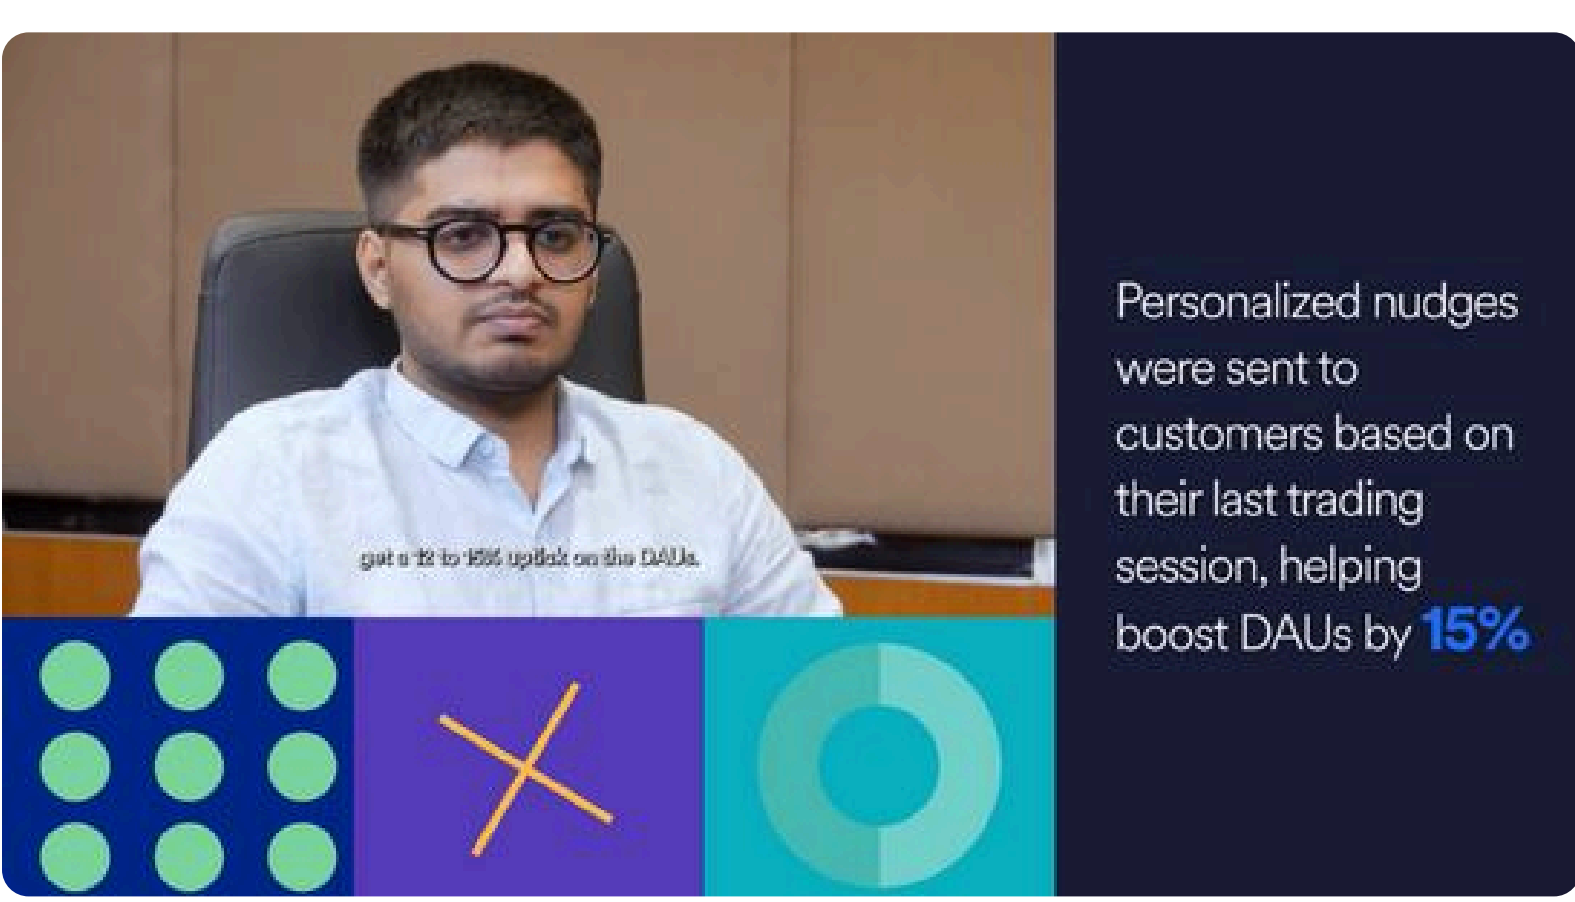 get a 12 to 15% uptick on the DAUs.
Personalized nudges
were sent to
customers based on
their last trading
session, helping
boost DAUs by 15%